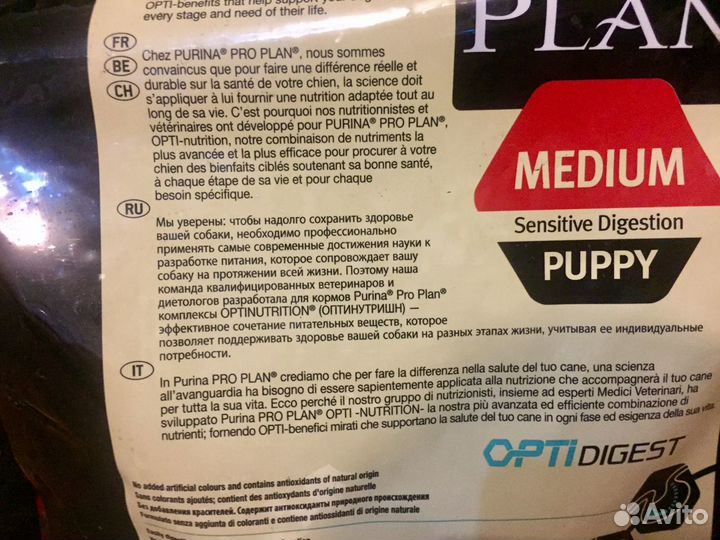 OPTI-benefits that help support your dog
every stage and need of their life.
FR
BE
CH
Chez PURINA® PRO PLAN®, nous sommes
convaincus que pour faire une différence réelle et
durable sur la santé de votre chien, la science doit
s'appliquer à lui fournir une nutrition adaptée tout au
long de sa vie. C'est pourquoi nos nutritionnistes et
vétérinaires ont développé pour PURINA® PRO PLAN®,
OPTI-nutrition, notre combinaison de nutriments la
plus avancée et la plus efficace pour procurer à votre
chien des bienfaits ciblés soutenant sa bonne santé,
à chaque étape de sa vie et pour chaque
besoin spécifique.
RU
Мы уверены: чтобы надолго сохранить здоровье
вашей собаки, необходимо профессионально
применять самые современные достижения науки к
разработке питания, которое сопровождает вашу
собаку на протяжении всей жизни. Поэтому наша
команда квалифицированных ветеринаров и
диетологов разработала для кормов Purina® Pro Plan®
комплексы OPTINUTRITION® (ОПТИНУТРИШН) —
эффективное сочетание питательных веществ, которое
позволяет поддерживать здоровье вашей собаки на разных этапах жизни, учитывая ее индивидуальные
потребности.
IT
In Purina PRO PLAN® crediamo che per fare la differenza nella salute del tuo cane, una scienza
all'avanguardia ha bisogno di essere sapientemente applicata alla nutrizione che accompagnerà il tuo cane
per tutta la sua vita. Ecco perché il nostro gruppo di nutrizionisti, insieme ad esperti Medici Veterinari, ha
sviluppato Purina PRO PLAN® OPTI -NUTRITION- la nostra più avanzata ed efficiente combinazione di
nutrienti; fornendo OPTI-benefici mirati che supportano la salute del tuo cane in ogni fase ed esigenza della sua vita
PLAN
MEDIUM
Sensitive Digestion
PUPPY
OPTIDIGEST
No added artificial colours and contains antioxidants of natural origin
Sans colorants ajoutés; contient des antioxydants d'origine naturelle
Без добавления красителей. Содержит антиоксиданты природного происхождения
Formulato senza aggiunta di coloranti e contiene antiossidanti di origine naturale
Avito